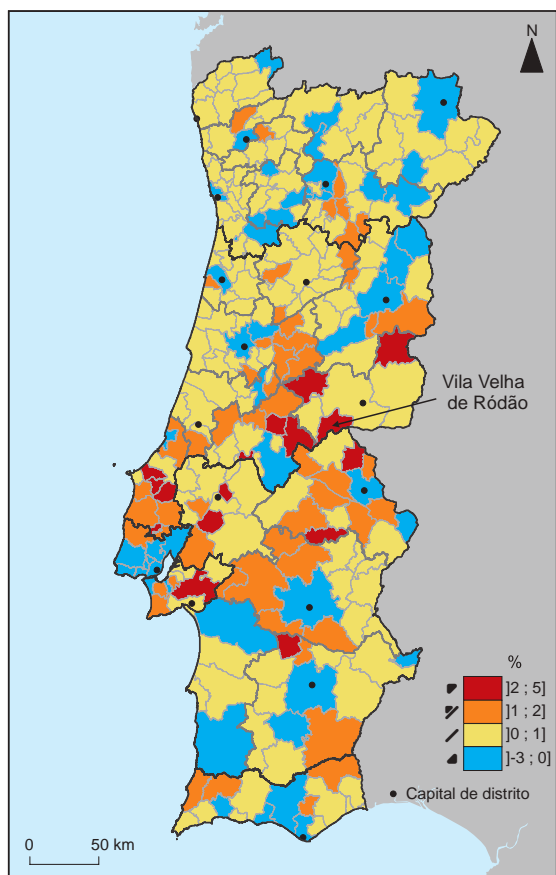 N
Vila Velha
de Ródão
%
]2 ; 5]
]1 ; 2]
]0 ; 1]
]-3 ; 0]
Capital de distrito
0 50 km